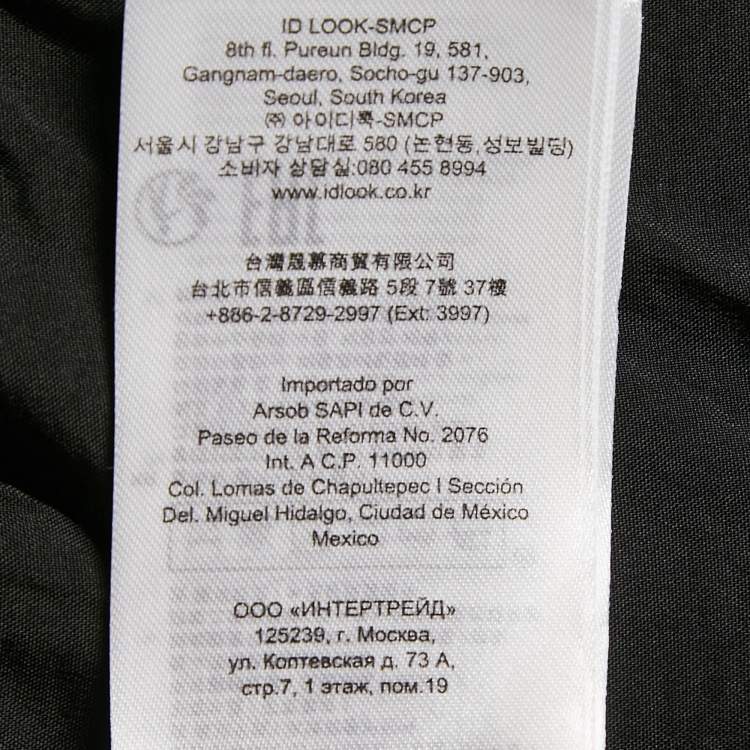 ID LOOK-SMCP
8th fl. Pureun Bldg. 19, 581,
Gangnam-daero, Socho-gu 137-903,
Seoul, South Korea
㈜ 아이디룩-SMCP
서울시 강남구 강남대로 580 (논현동,성보빌딩)
소비자 상담실:080 455 8994
www.idlook.co.kr
台灣晟慕商貿有限公司
台北市信義區信義路 5段 7號 37樓
+886-2-8729-2997 (Ext: 3997)
Importado por
Arsob SAPI de C.V.
Paseo de la Reforma No. 2076
Int. A C.P. 11000
Col. Lomas de Chapultepec I Sección
Del. Miguel Hidalgo, Ciudad de México
Mexico
ООО «ИНТЕРТРЕЙД»
125239, г. Москва,
ул. Коптевская д. 73 А,
стр.7, 1 этаж, пом.19